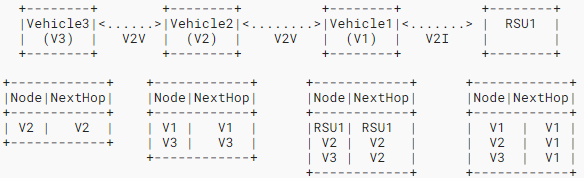 +--------+ +--------+ +--------+ +--------+
|Vehicle3| <......> |Vehicle2| <........> |Vehicle1| <......> | RSU1 |
| (V3) | V2V | (V2) | V2V | (V1) | V2I | |
+--------+ +--------+ +--------+ +--------+
+------------+ +------------+ +------------+ +------------+
|Node|NextHop| |Node|NextHop| |Node|NextHop| |Node|NextHop|
+------------+ +------------+ +------------+ +------------+
| V2 | V2 | | V1 | V1 | |RSU1| RSU1 | | V1 | V1|
+------------+ | V3 | V3 | | V2 | V2 | | V2 | V1|
+------------+ | V3 | V2 | | V3 | V1|
+------------+ +------------+